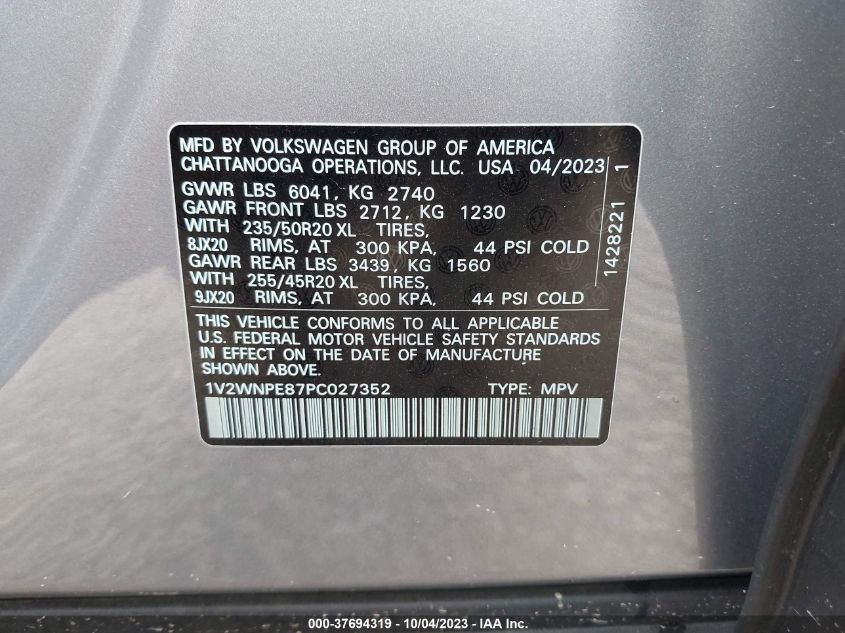 MFD BY VOLKSWAGEN GROUP OF AMERICA
CHATTANOOGA OPERATIONS, LLC. USA 04/2023
GVWR LBS 6041, KG 2740
GAWR FRONT LBS 2712, KG 1230
WITH 235/50R20 XL TIRES,
8JX20 RIMS, AT 300 KPA, 44 PSI COLD
GAWR REAR LBS 3439, KG 1560
WITH 255/45R20 XL TIRES,
9JX20 RIMS, AT 300 KPA, 44 PSI COLD
1428221 1
THIS VEHICLE CONFORMS TO ALL APPLICABLE
U.S. FEDERAL MOTOR VEHICLE SAFETY STANDARDS
IN EFFECT ON THE DATE OF MANUFACTURE
SHOWN ABOVE.
1V2WNPE87PC027352 TYPE: MPV
000-37694319 - 10/04/2023 - IAA Inc.